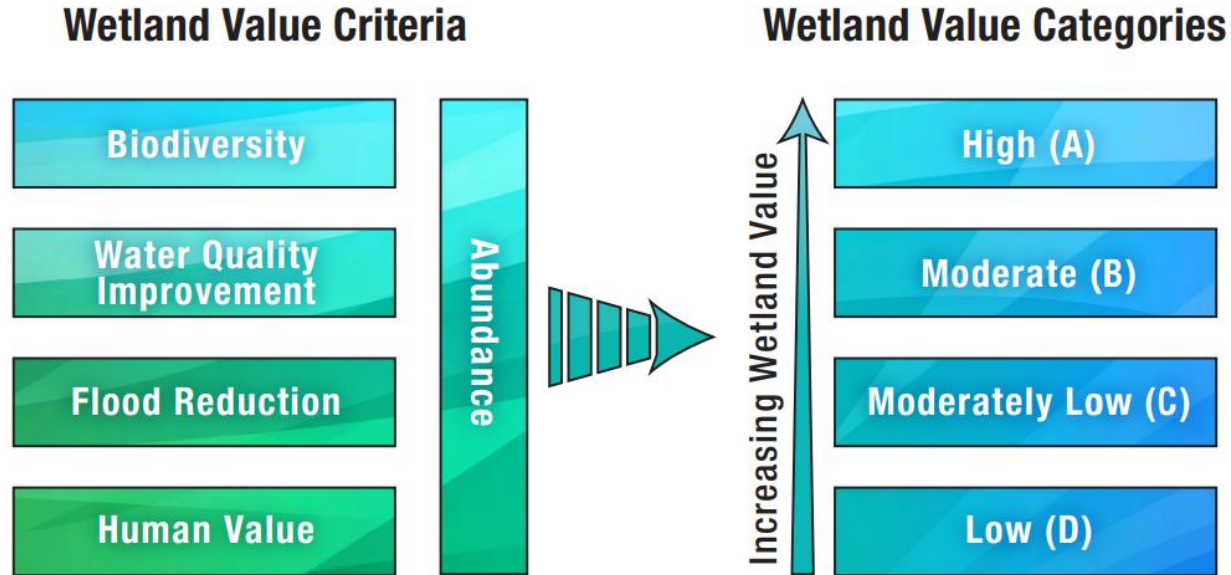 Wetland Value Criteria
Biodiversity
Water Quality
Improvement
Flood Reduction
Human Value
Abundance
Wetland Value Categories
Increasing Wetland Value
High (A)
Moderate (B)
Moderately Low (C)
Low (D)